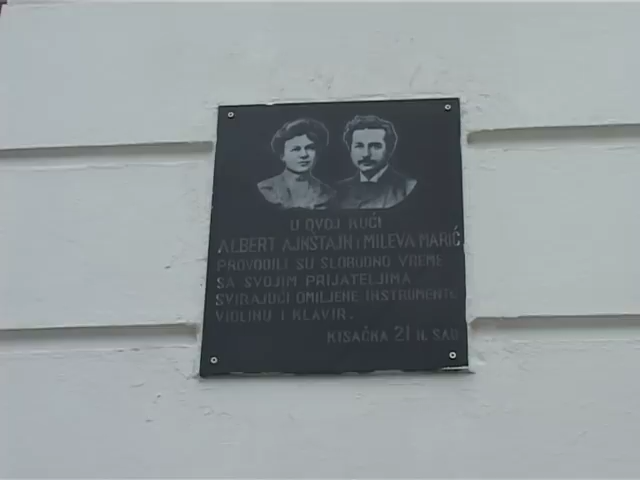 U OVOJ KUĆI
ALBERT AJNŠTAJN I MILEVA MARIĆ
PROVODILI SU SLOBODNO VREME
SA SVOJIM PRIJATELJIMA
SVIRAJUĆI OMILJENE INSTRUMENTE
VIOLINU I KLAVIR.
KISAČKA 21 N. SAD